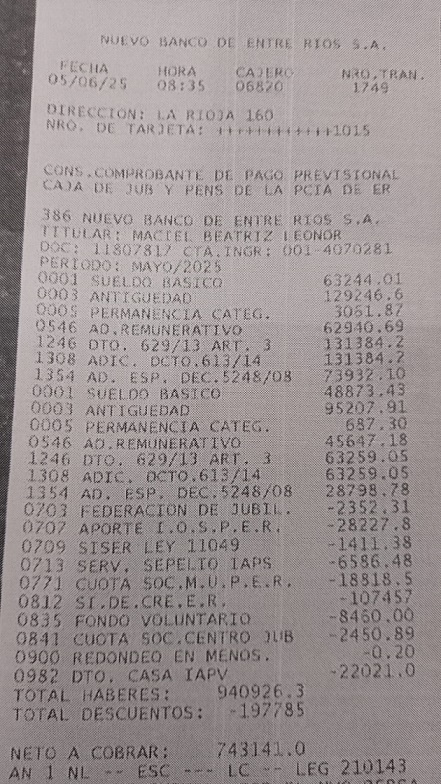 NUEVO BANCO DE ENTRE RIOS S.A.
FECHA HORA CAJERO NRO.TRAN.
05/06/25 08:35 06820 1749
DIRECCION: LA RIOJA 160
NRO. DE TARJETA: ++++++++++++1015
CONS.COMPROBANTE DE PAGO PREVISIONAL
CAJA DE JUB Y PENS DE LA PCIA DE ER
386 NUEVO BANCO DE ENTRE RIOS S.A.
TITULAR: MACIEL BEATRIZ LEONOR
DOC: 11807817 CTA.INGR: 001-4070281
PERIODO: MAYO/2025
0001 SUELDO BASICO 63244.01
0003 ANTIGUEDAD 129246.6
0005 PERMANENCIA CATEG. 3051.87
0546 AD.REMUNERATIVO 62940.69
1246 DTO. 629/13 ART. 3 131384.2
1308 ADIC. DCTO.613/14 131384.2
1354 AD. ESP. DEC.5248/08 73932.10
0001 SUELDO BASICO 48873.43
0003 ANTIGUEDAD 95207.91
0005 PERMANENCIA CATEG. 687.30
0546 AD.REMUNERATIVO 45647.18
1246 DTO. 629/13 ART. 3 63259.05
1308 ADIC. DCTO.613/14 63259.05
1354 AD. ESP. DEC.5248/08 28798.78
0703 FEDERACION DE JUBIL. -2352.31
0707 APORTE I.O.S.P.E.R. -28227.8
0709 SISER LEY 11049 -1411.38
0713 SERV. SEPELIO IAPS -6586.48
0771 CUOTA SOC.M.U.P.E.R. -18818.5
0812 SI.DE.CRE.E.R. -107457
0835 FONDO VOLUNTARIO -8460.00
0841 CUOTA SOC.CENTRO JUB -2450.89
0900 REDONDEO EN MENOS. -0.20
0982 DTO. CASA IAPV -22021.0
TOTAL HABERES: 940926.3
TOTAL DESCUENTOS: -197785
NETO A COBRAR: 743141.0
AN 1 NL -- ESC --- LC -- LEG 210143